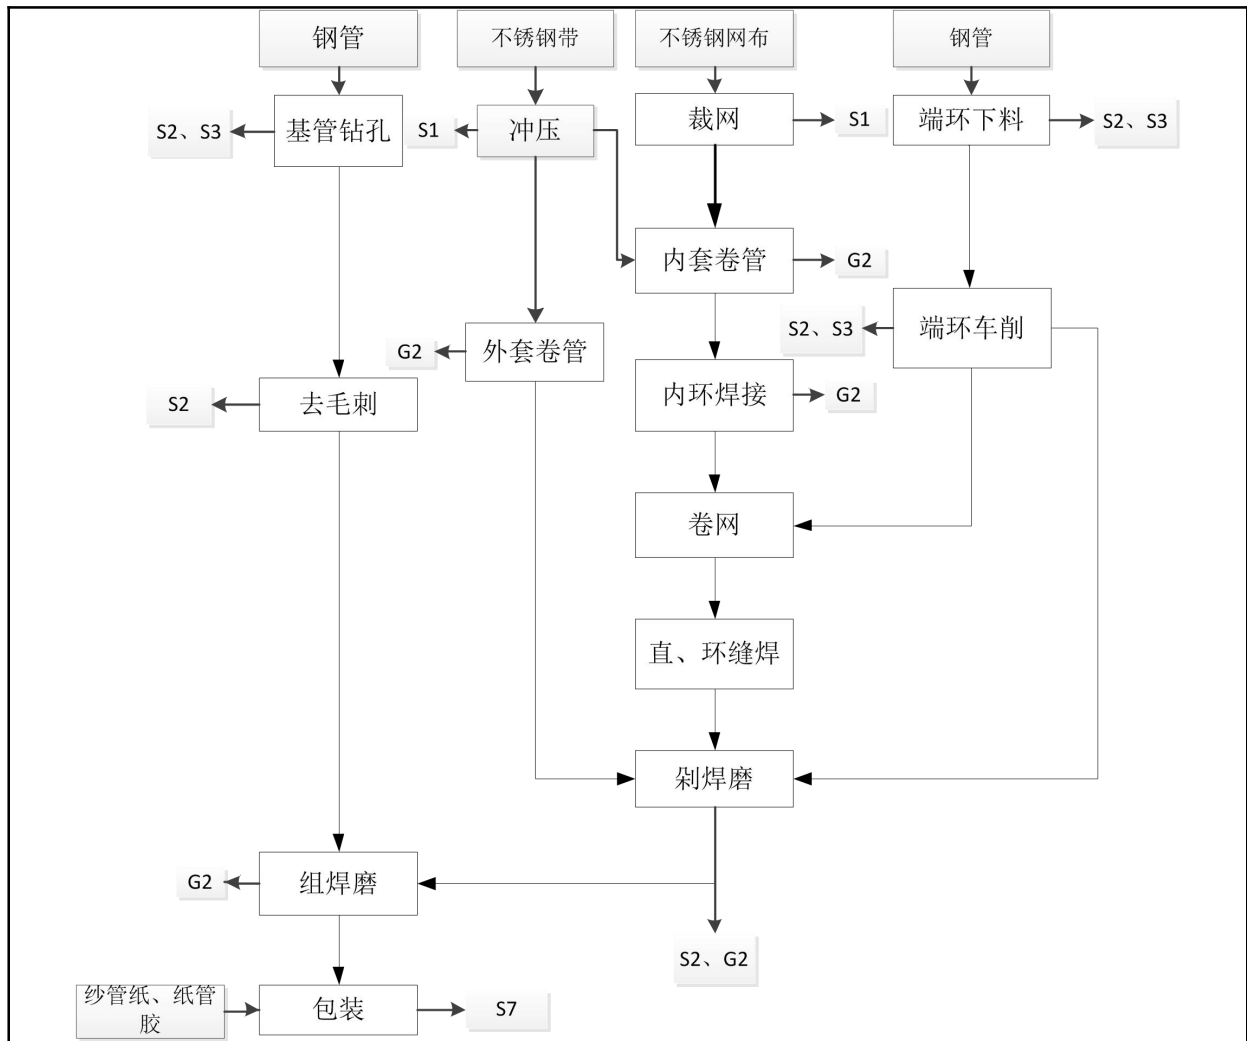 钢管
不锈钢带
不锈钢网布
钢管
S2、S3
基管钻孔
S1
冲压
裁网
S1
端环下料
S2、S3
内套卷管
G2
G2
外套卷管
S2、S3
端环车削
S2
去毛刺
内环焊接
G2
卷网
直、环缝焊
剁焊磨
G2
组焊磨
S2、G2
纱管纸、纸管
胶
包装
S7